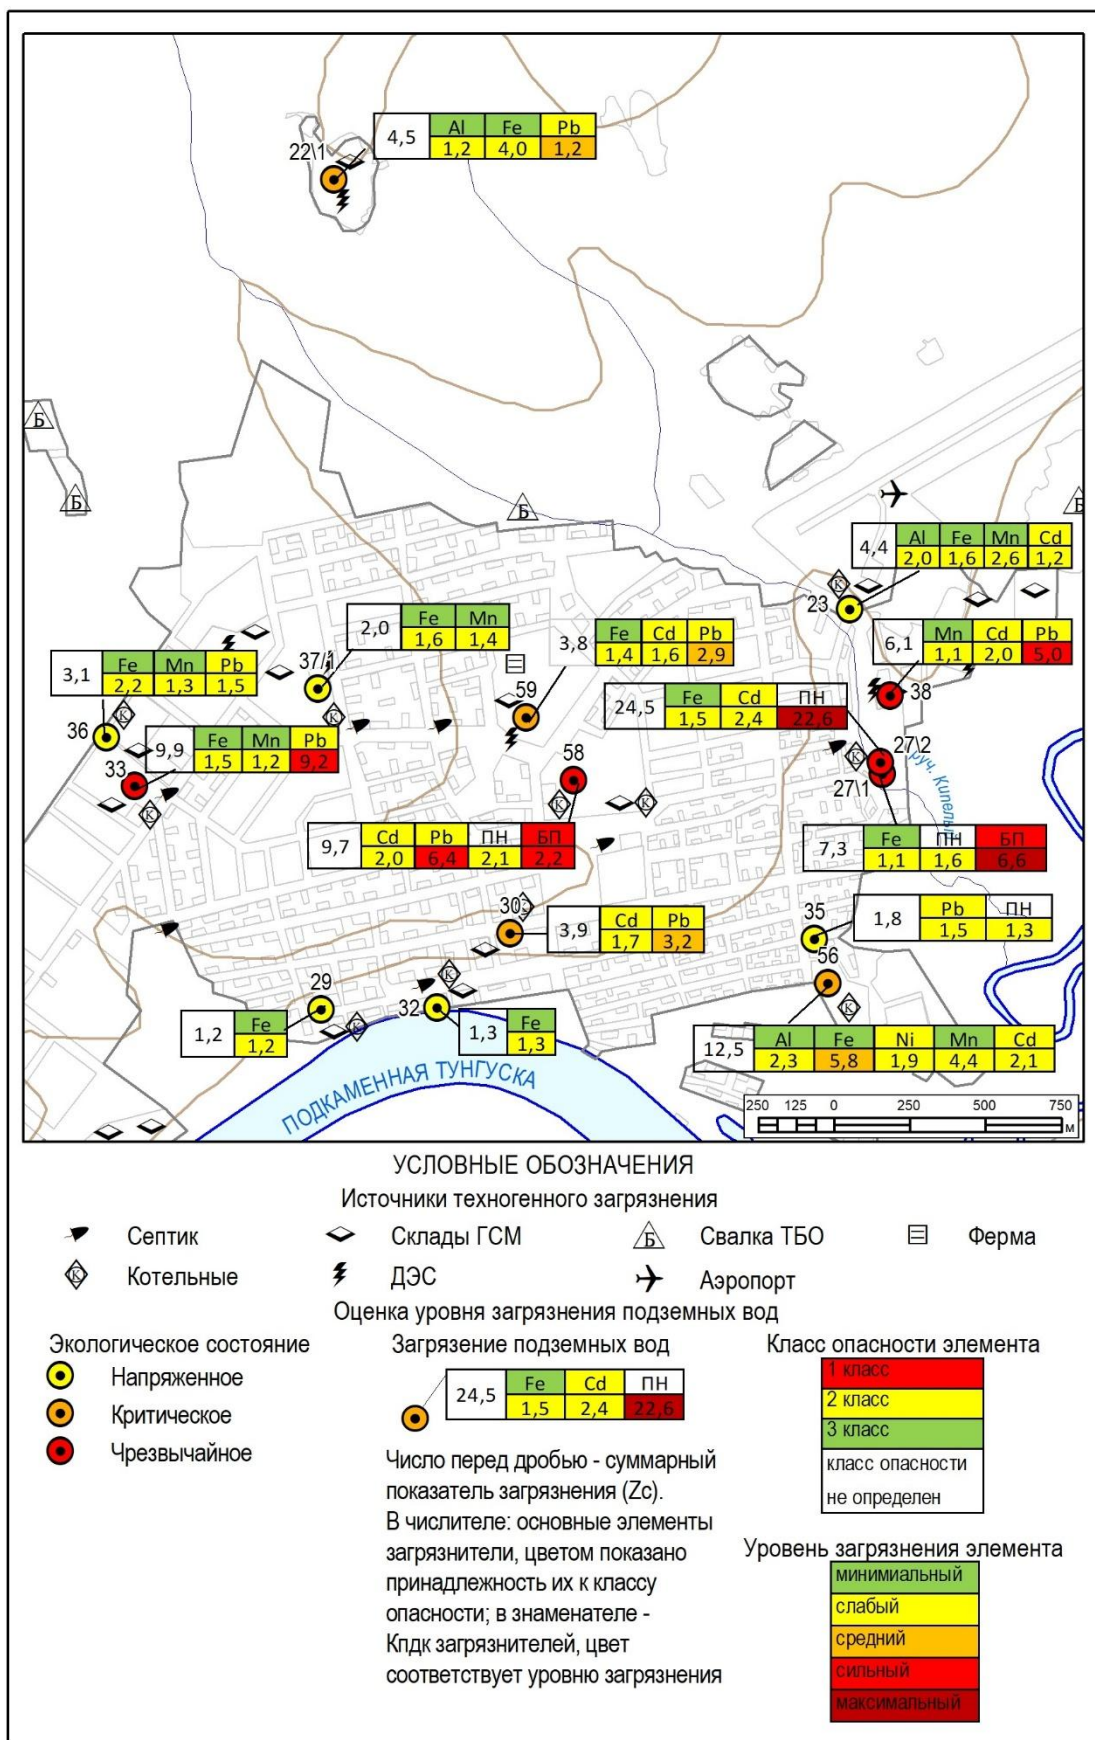 4,5 Al Fe Pb
1,2 4,0 1,2
22\1
Б
Б
Б
Б
4,4 Al Fe Mn Cd
2,0 1,6 2,6 1,2
К
23
2,0 Fe Mn
1,6 1,4
3,8 Fe Cd Pb
1,4 1,6 2,9
6,1 Mn Cd Pb
1,1 2,0 5,0
3,1 Fe Mn Pb
2,2 1,3 1,5
37/1
59
24,5 Fe Cd ПН
1,5 2,4 22,6
38
36
К
К
9,9 Fe Mn Pb
1,5 1,2 9,2
33
К
58
К
К
27\2
К
27\1
руч. Кипелы
9,7 Cd Pb ПН БП
2,0 6,4 2,1 2,2
7,3 Fe ПН БП
1,1 1,6 6,6
30
К
3,9 Cd Pb
1,7 3,2
35
1,8 Pb ПН
1,5 1,3
56
К
29
К
32
К
1,2 Fe
1,2
1,3 Fe
1,3
12,5 Al Fe Ni Mn Cd
2,3 5,8 1,9 4,4 2,1
ПОДКАМЕННАЯ ТУНГУСКА
250 125 0 250 500 750
м
УСЛОВНЫЕ ОБОЗНАЧЕНИЯ
Источники техногенного загрязнения
Септик Склады ГСМ Б Свалка ТБО Ферма
К Котельные ДЭС Аэропорт
Оценка уровня загрязнения подземных вод
Экологическое состояние
Напряженное
Критическое
Чрезвычайное
Загрязение подземных вод
24,5 Fe Cd ПН
1,5 2,4 22,6
Число перед дробью - суммарный
показатель загрязнения (Zc).
В числителе: основные элементы
загрязнители, цветом показано
принадлежность их к классу
опасности; в знаменателе -
Кпдк загрязнителей, цвет
соответствует уровню загрязнения
Класс опасности элемента
1 класс
2 класс
3 класс
класс опасности
не определен
Уровень загрязнения элемента
минимиальный
слабый
средний
сильный
максимальный